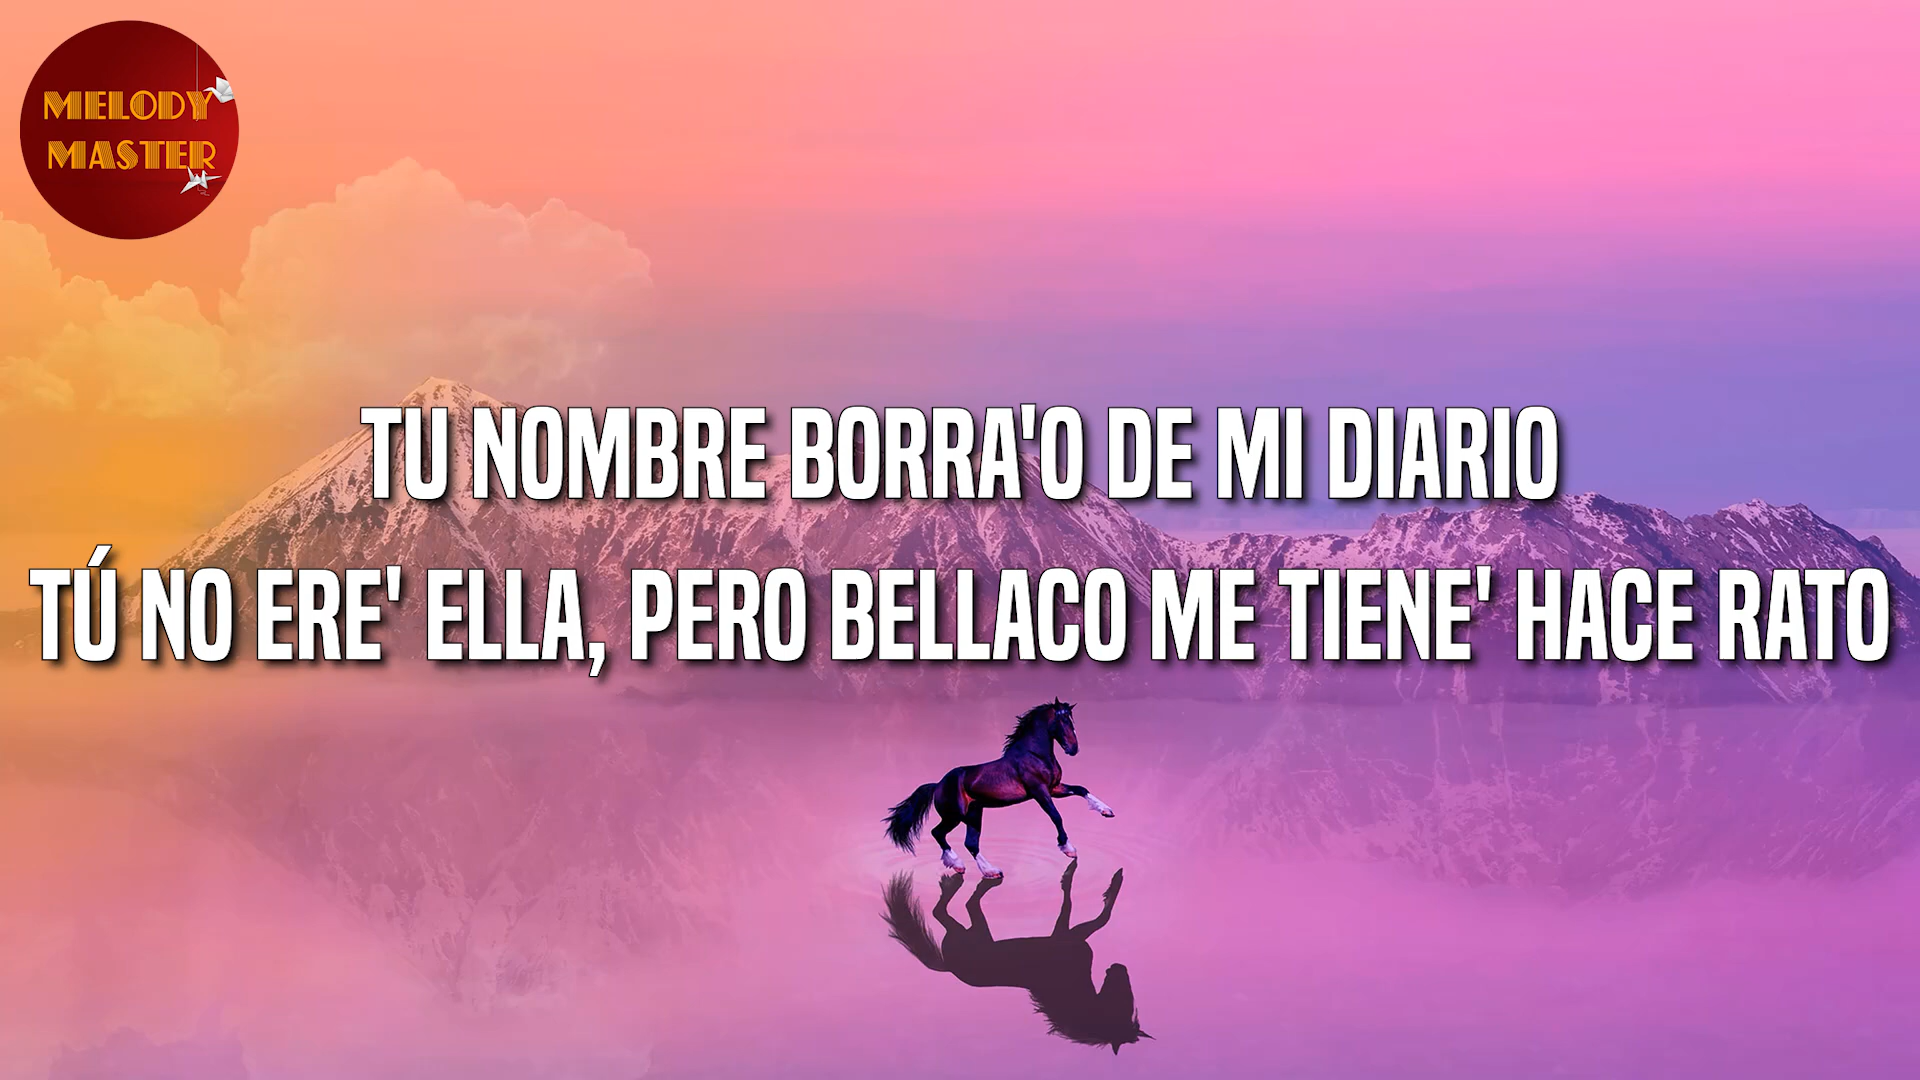 MELODY
MASTER
TU NOMBRE BORRA'O DE MI DIARIO
TÚ NO ERE' ELLA, PERO BELLACO ME TIENE' HACE RATO